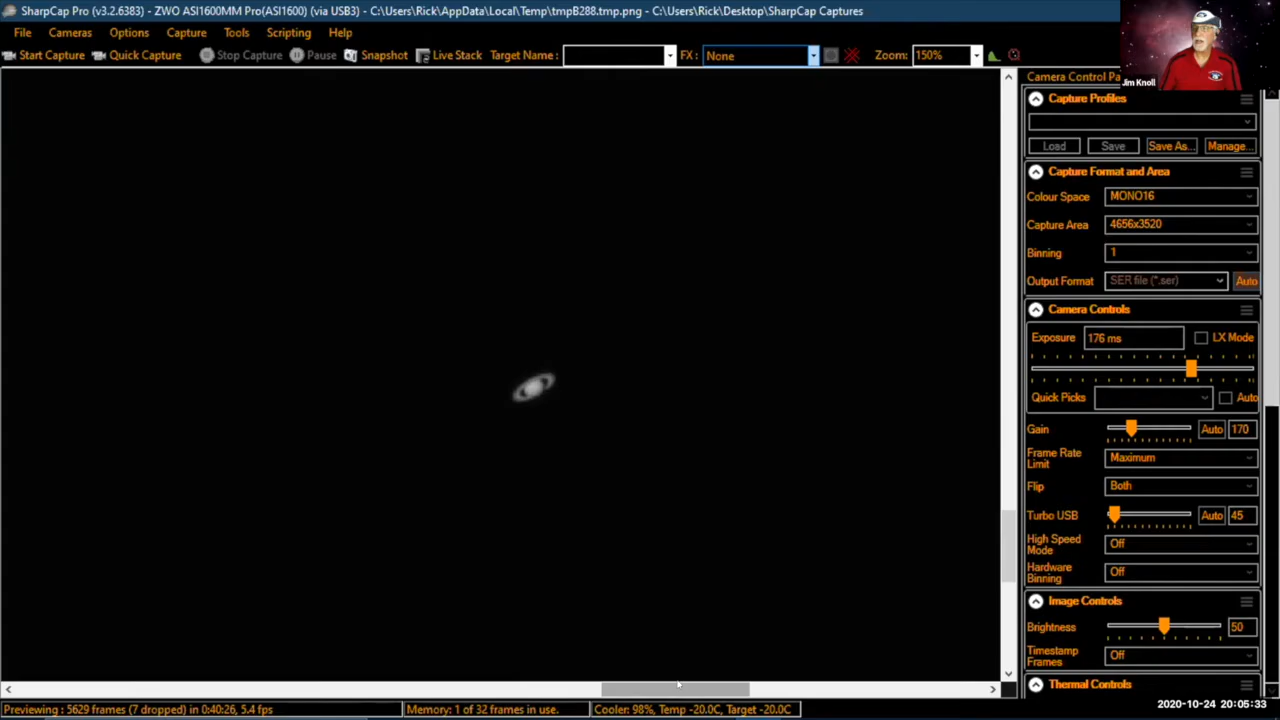 SharpCap Pro (v3.2.6383) - ZWO ASI1600MM Pro(ASI1600) (via USB3) - C:\Users\Rick\AppData\Local\Temp\tmpB288.tmp.png - C:\Users\Rick\Desktop\SharpCap Captures
File Cameras Options Capture Tools Scripting Help
Start Capture Quick Capture Stop Capture Pause Snapshot Live Stack Target Name : FX : None Zoom: 150%
Jim Knoll
Camera Control Pa
Capture Profiles
Load Save Save As... Manage...
Capture Format and Area
Colour Space MONO16
Capture Area 4656x3520
Binning 1
Output Format SER file (*.ser) Auto
Camera Controls
Exposure 176 ms LX Mode
Quick Picks Auto
Gain Auto 170
Frame Rate
Limit Maximum
Flip Both
Turbo USB Auto 45
High Speed
Mode Off
Hardware
Binning Off
Image Controls
Brightness 50
Timestamp
Frames Off
Thermal Controls
2020-10-24 20:05:33
Previewing : 5629 frames (7 dropped) in 0:40:26, 5.4 fps Memory: 1 of 32 frames in use. Cooler: 98%, Temp -20.0C, Target -20.0C